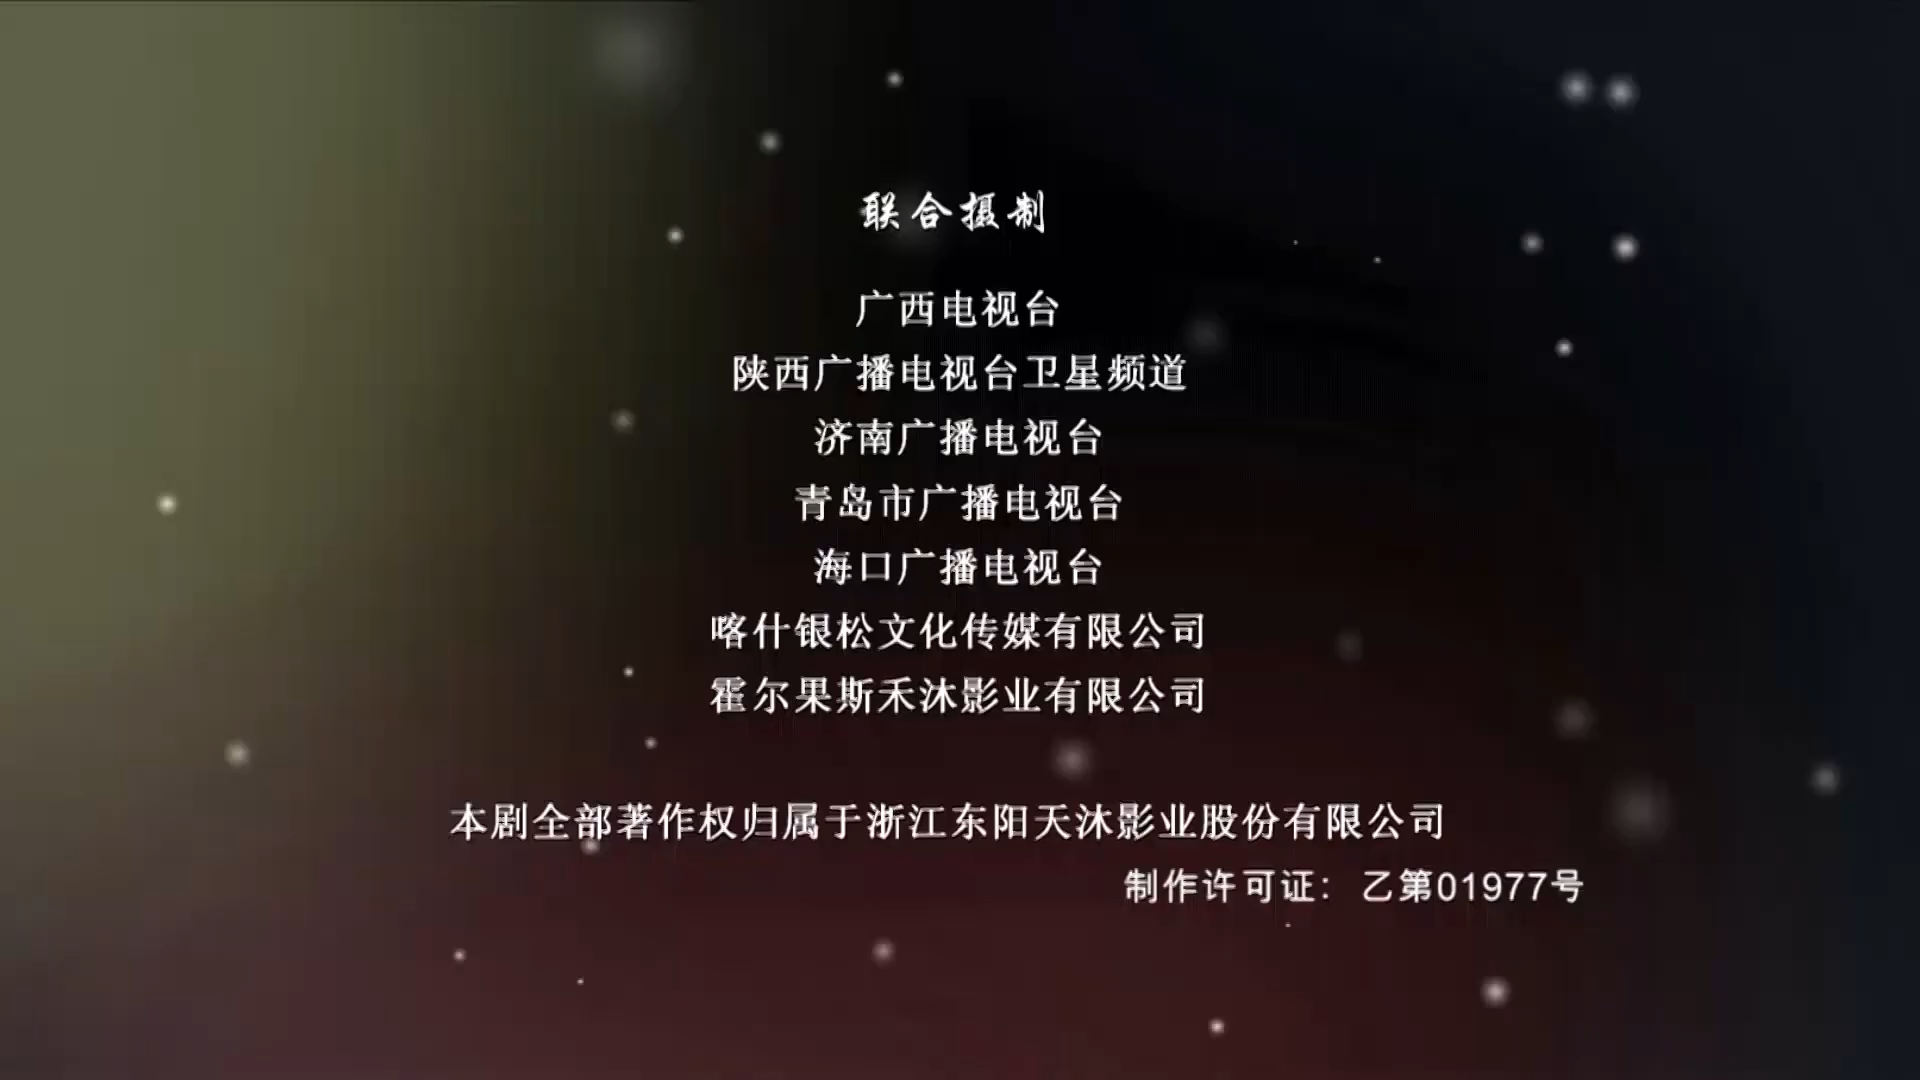 联合摄制
广西电视台
陕西广播电视台卫星频道
济南广播电视台
青岛市广播电视台
海口广播电视台
喀什银松文化传媒有限公司
霍尔果斯禾沐影业有限公司
本剧全部著作权归属于浙江东阳天沐影业股份有限公司
制作许可证： 乙第01977号